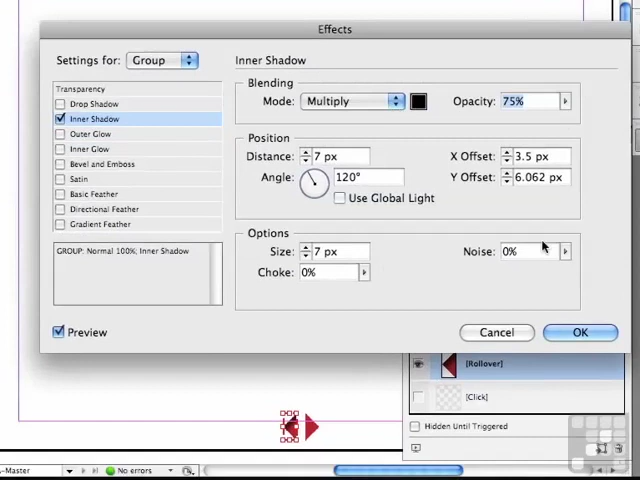 Effects
Settings for: Group
Inner Shadow
Transparency
Drop Shadow
Inner Shadow
Outer Glow
Inner Glow
Bevel and Emboss
Satin
Basic Feather
Directional Feather
Gradient Feather
GROUP: Normal 100%; Inner Shadow
Blending
Mode: Multiply
Opacity: 75%
Position
Distance: 7 px
X Offset: 3.5 px
Angle: 120°
Y Offset: 6.062 px
Use Global Light
Options
Size: 7 px
Noise: 0%
Choke: 0%
Preview
Cancel
OK
[Rollover]
[Click]
Hidden Until Triggered
-Master
No errors